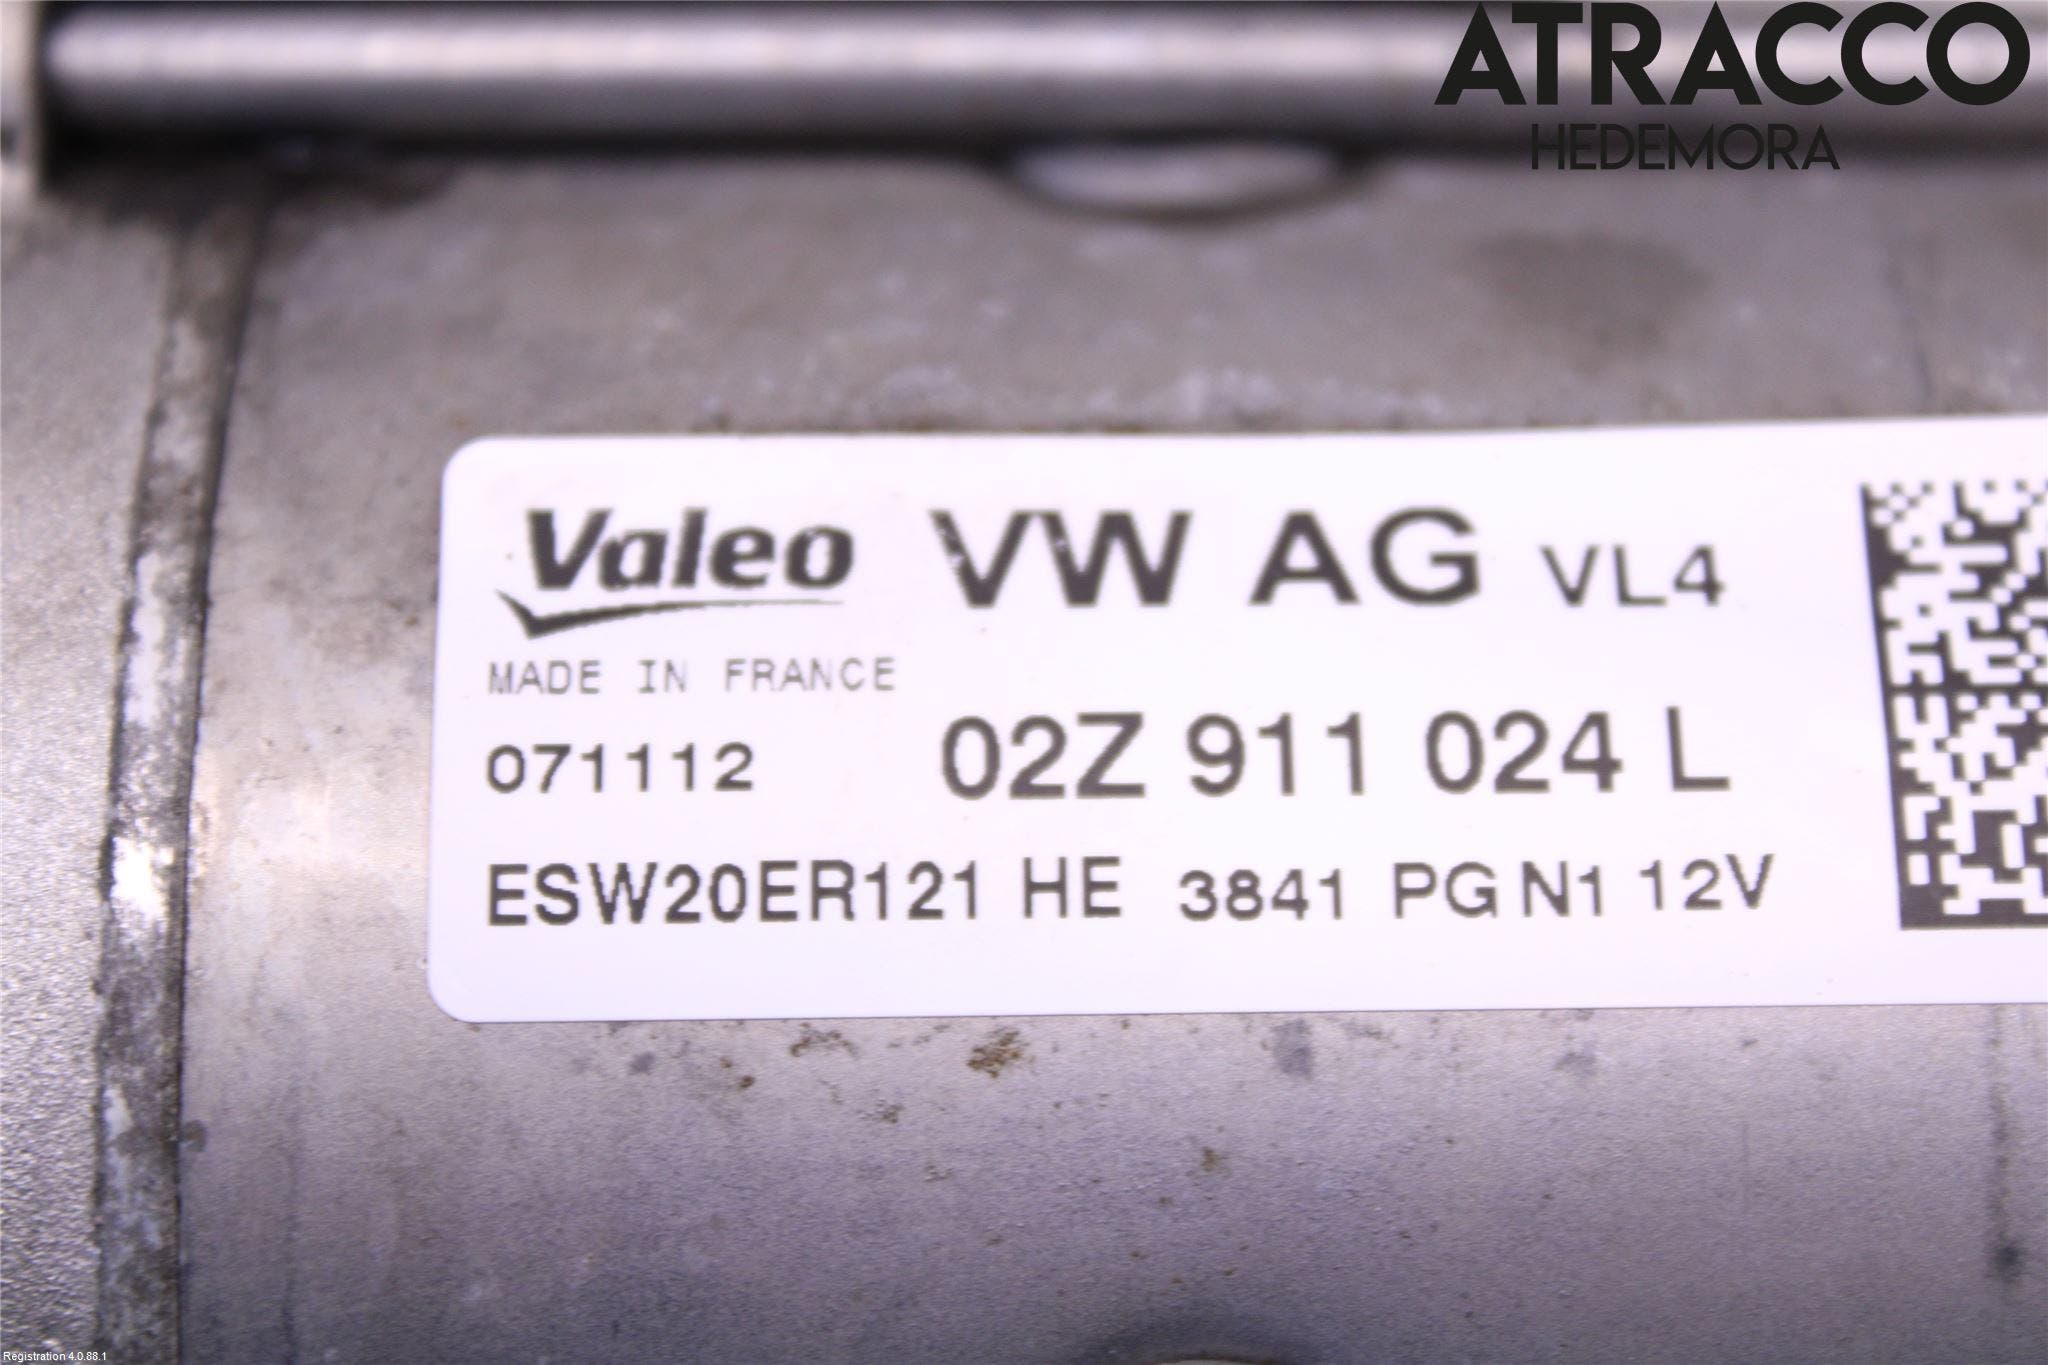 ATRACCO
HEDEMORA
Valeo VW AG VL4
MADE IN FRANCE
071112 02Z 911 024 L
ESW20ER121 HE 3841 PG N1 12V
Registration 4.0.88.1